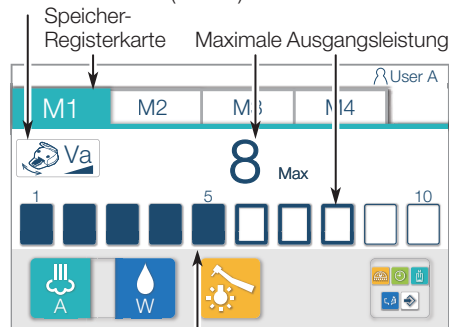 Speicher-
Registerkarte
Maximale Ausgangsleistung
User A
M1 M2 M3 M4
Va
8 Max
1 5 10
A W